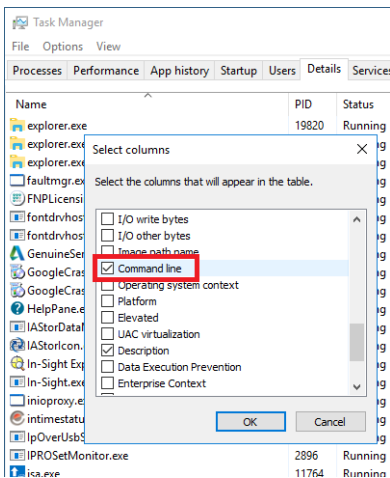 Task Manager
File Options View
Processes Performance App history Startup Users Details Services
Name PID Status
explorer.exe 19820 Running
explorer.exe
explorer.exe
faultmgr.ex
FNPLicensi
fontdrvhos
fontdrvhos
GenuineSer
GoogleCras
GoogleCras
HelpPane.e
IAStorDataM
IAStorIcon.
In-Sight Exp
In-Sight.exe
inioproxy.e
intimestatu
IpOverUsbS
IPROSetMonitor.exe 2896 Running
isa.exe 11764 Running
Select columns
Select the columns that will appear in the table.
I/O write bytes
I/O other bytes
Image path name
Command line
Operating system context
Platform
Elevated
UAC virtualization
Description
Data Execution Prevention
Enterprise Context
OK Cancel